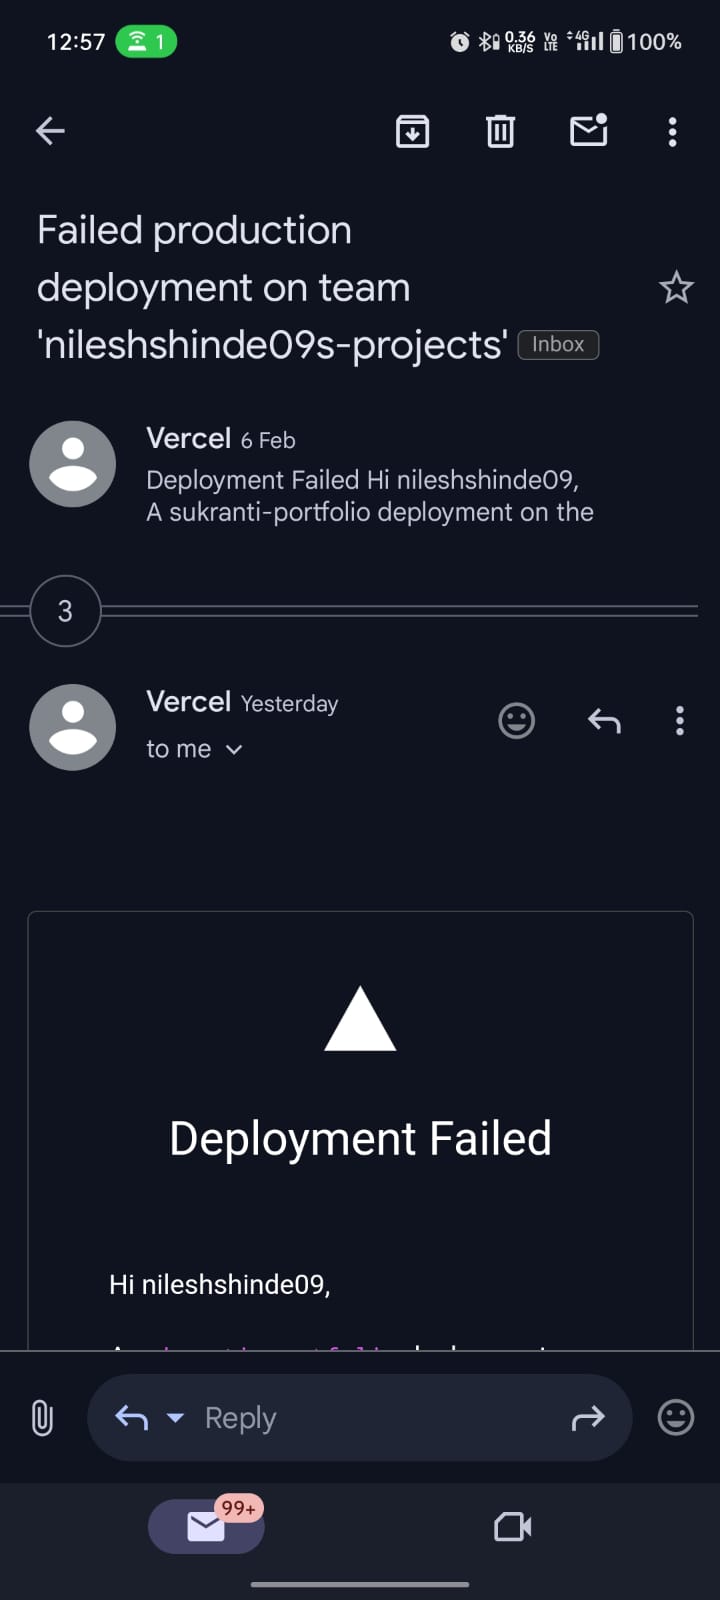 12:57 1 0.36 KB/S Vo LTE 4G 100%
Failed production
deployment on team
'nileshshinde09s-projects' Inbox
Vercel 6 Feb
Deployment Failed Hi nileshshinde09,
A sukranti-portfolio deployment on the
3
Vercel Yesterday
to me
Deployment Failed
Hi nileshshinde09,
Reply
99+